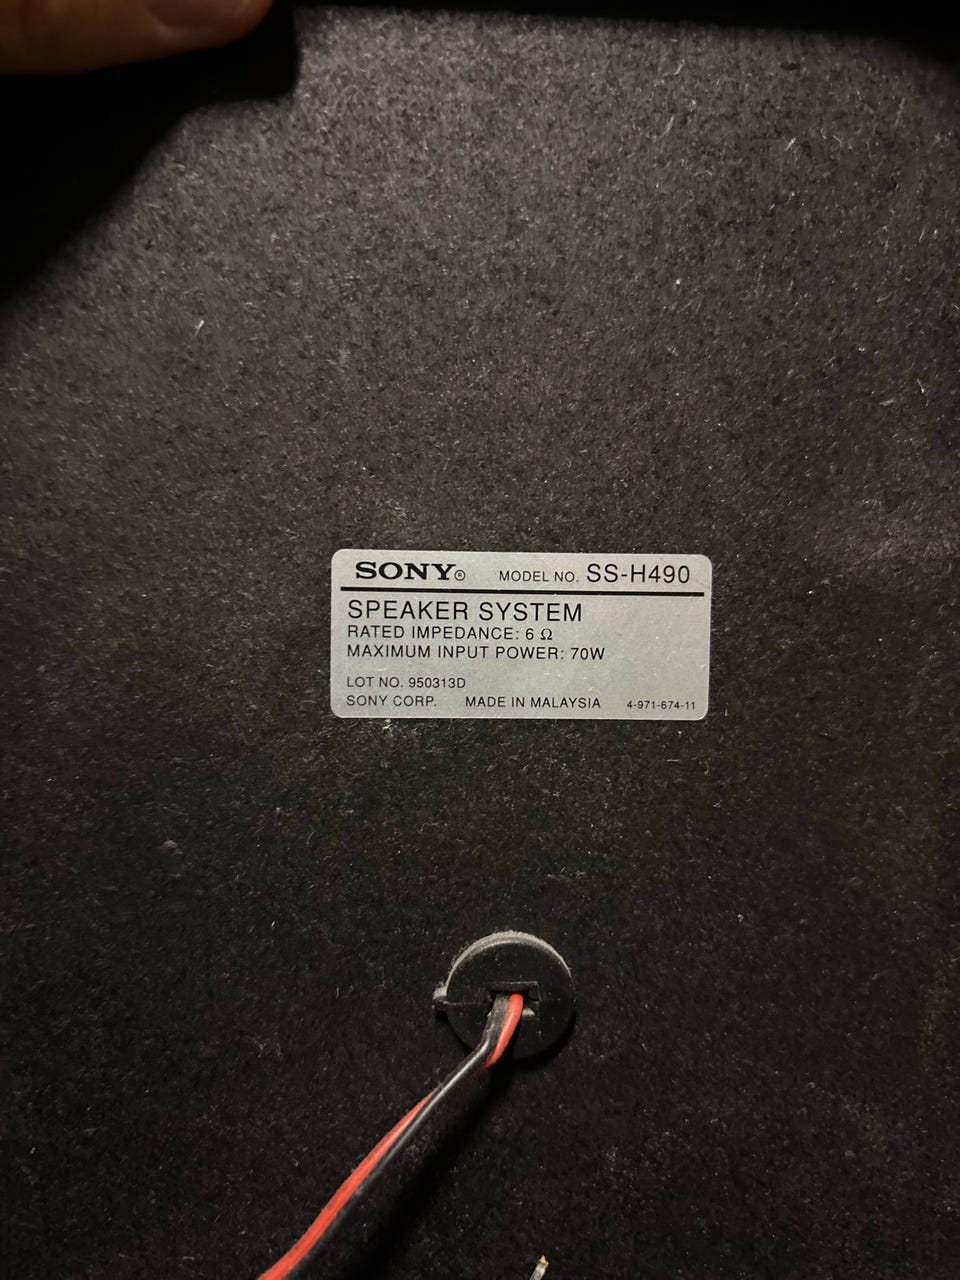 SONY® MODEL NO. SS-H490
SPEAKER SYSTEM
RATED IMPEDANCE: 6 Ω
MAXIMUM INPUT POWER: 70W
LOT NO. 950313D
SONY CORP. MADE IN MALAYSIA 4-971-674-11